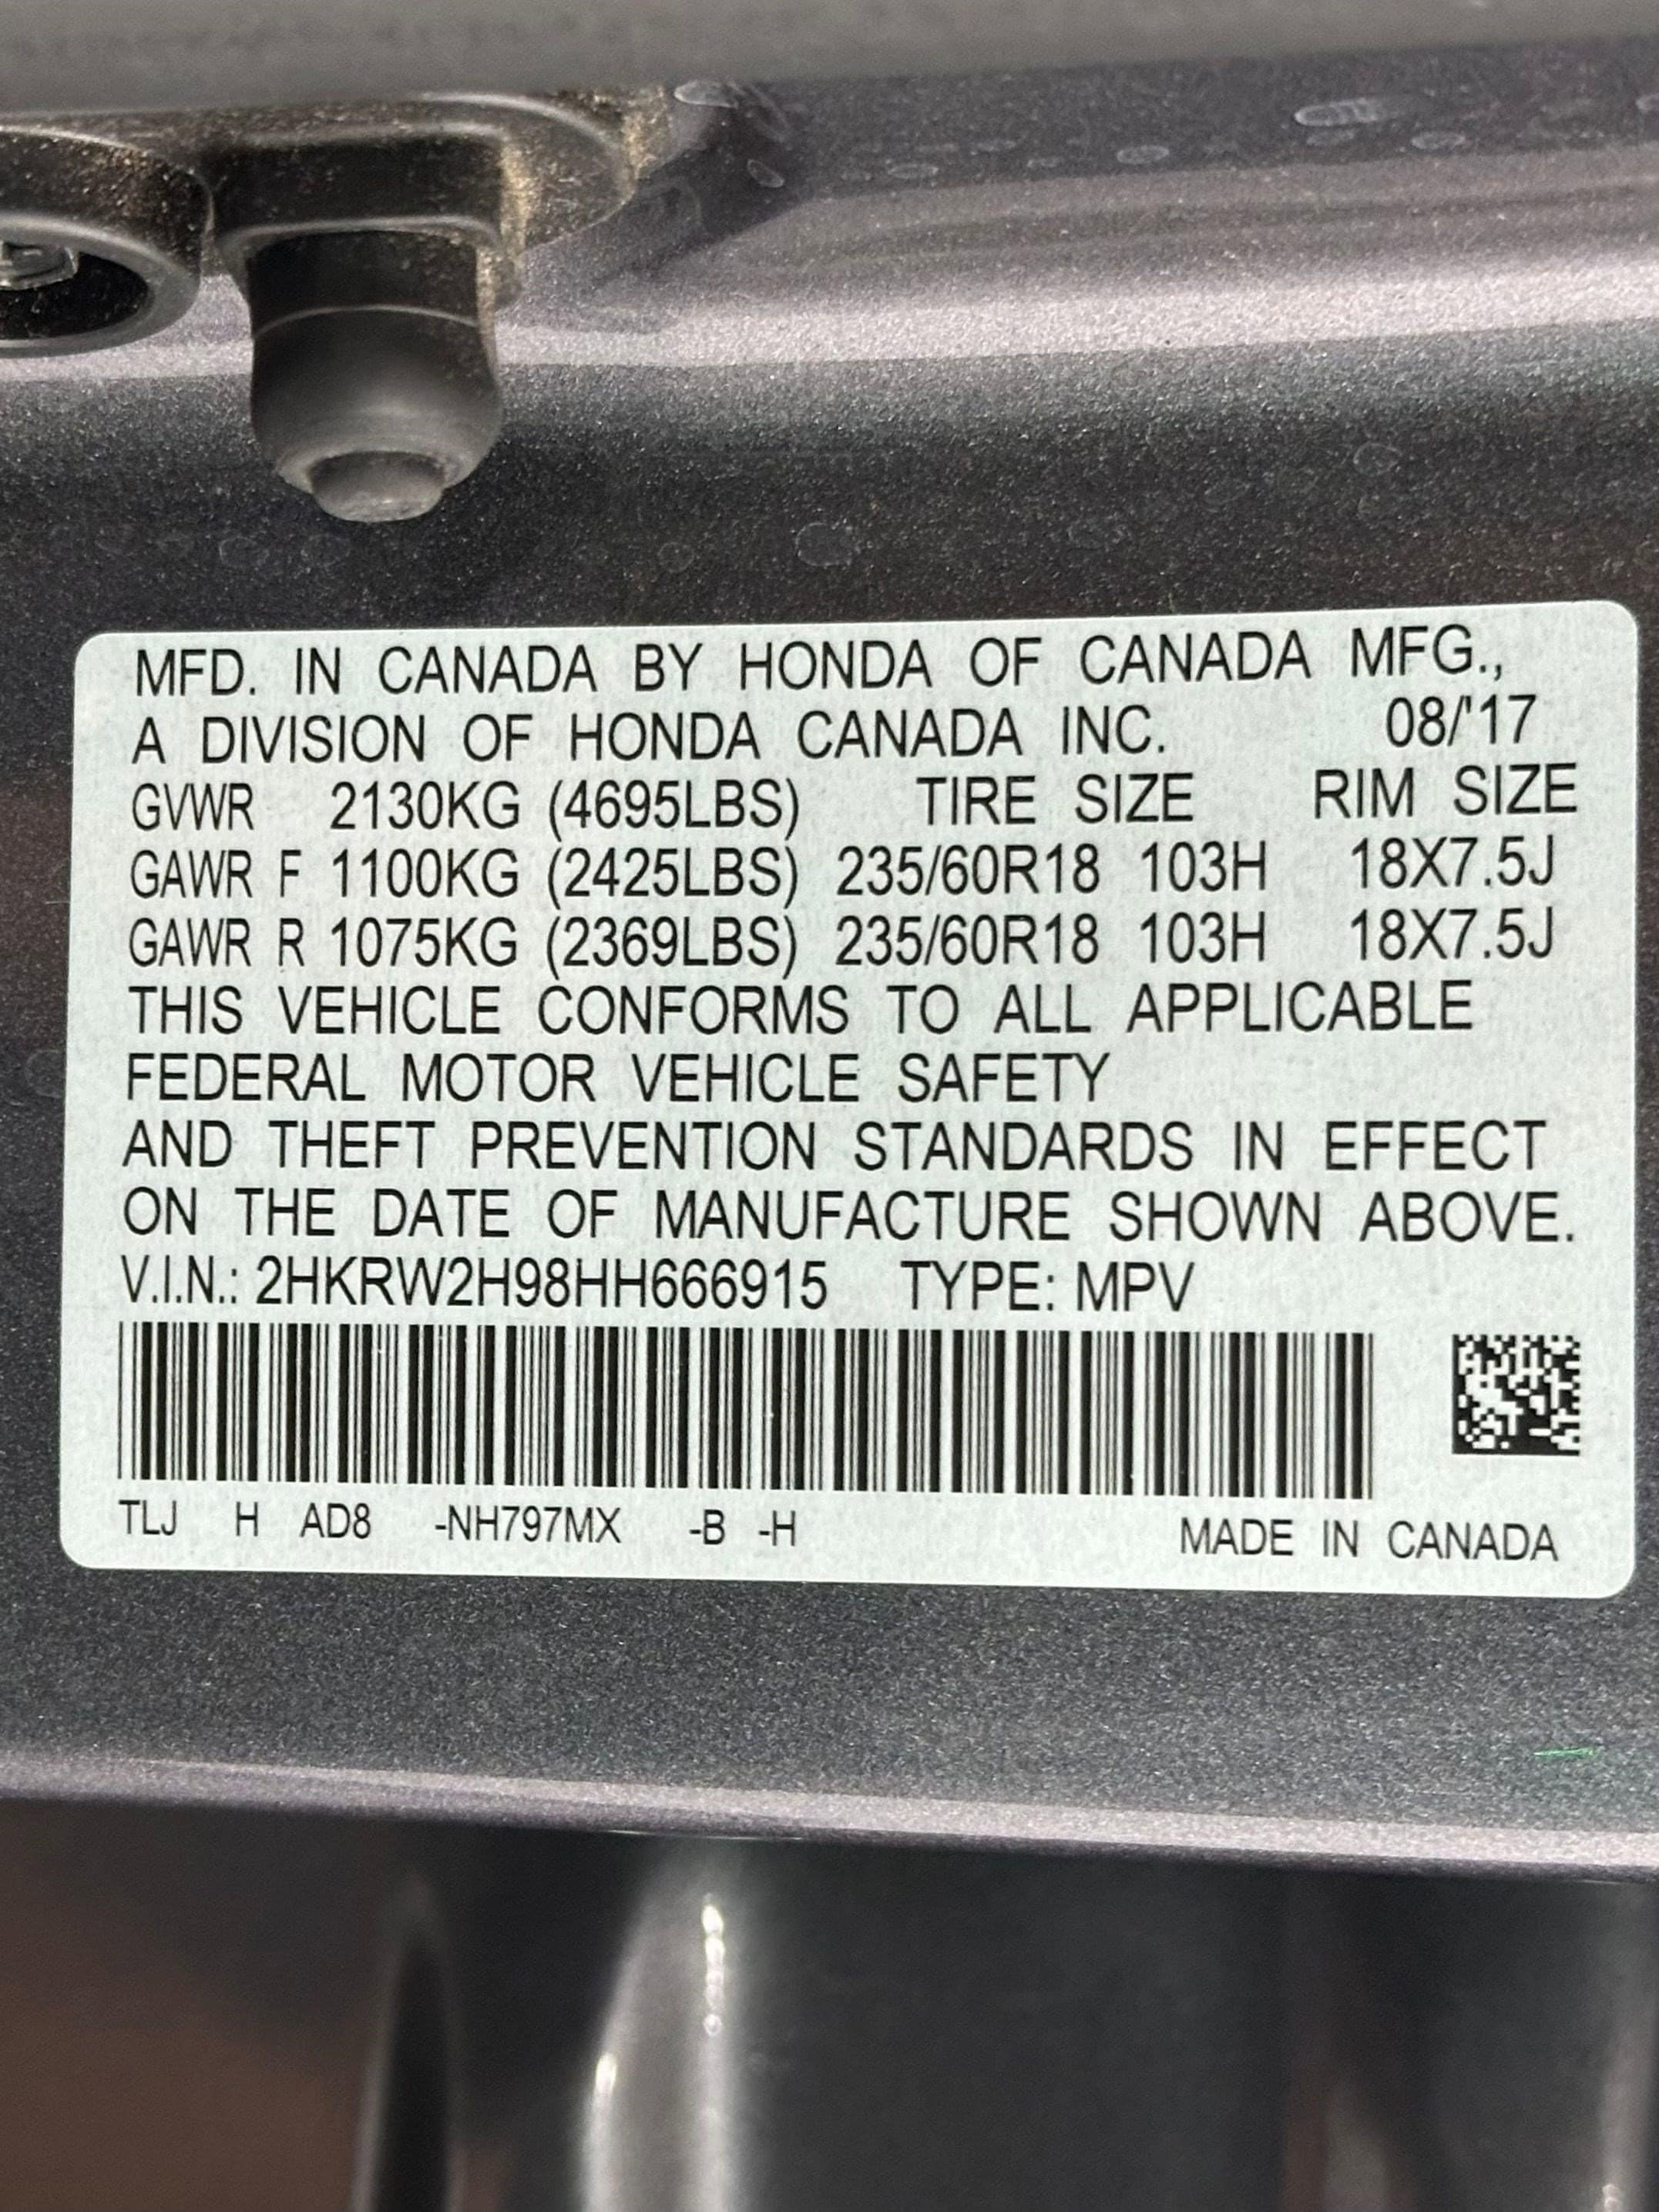 MFD. IN CANADA BY HONDA OF CANADA MFG.,
A DIVISION OF HONDA CANADA INC. 08/'17
GVWR 2130KG (4695LBS) TIRE SIZE RIM SIZE
GAWR F 1100KG (2425LBS) 235/60R18 103H 18X7.5J
GAWR R 1075KG (2369LBS) 235/60R18 103H 18X7.5J
THIS VEHICLE CONFORMS TO ALL APPLICABLE
FEDERAL MOTOR VEHICLE SAFETY
AND THEFT PREVENTION STANDARDS IN EFFECT
ON THE DATE OF MANUFACTURE SHOWN ABOVE.
V.I.N.: 2HKRW2H98HH666915 TYPE: MPV
TLJ H AD8 -NH797MX -B -H MADE IN CANADA